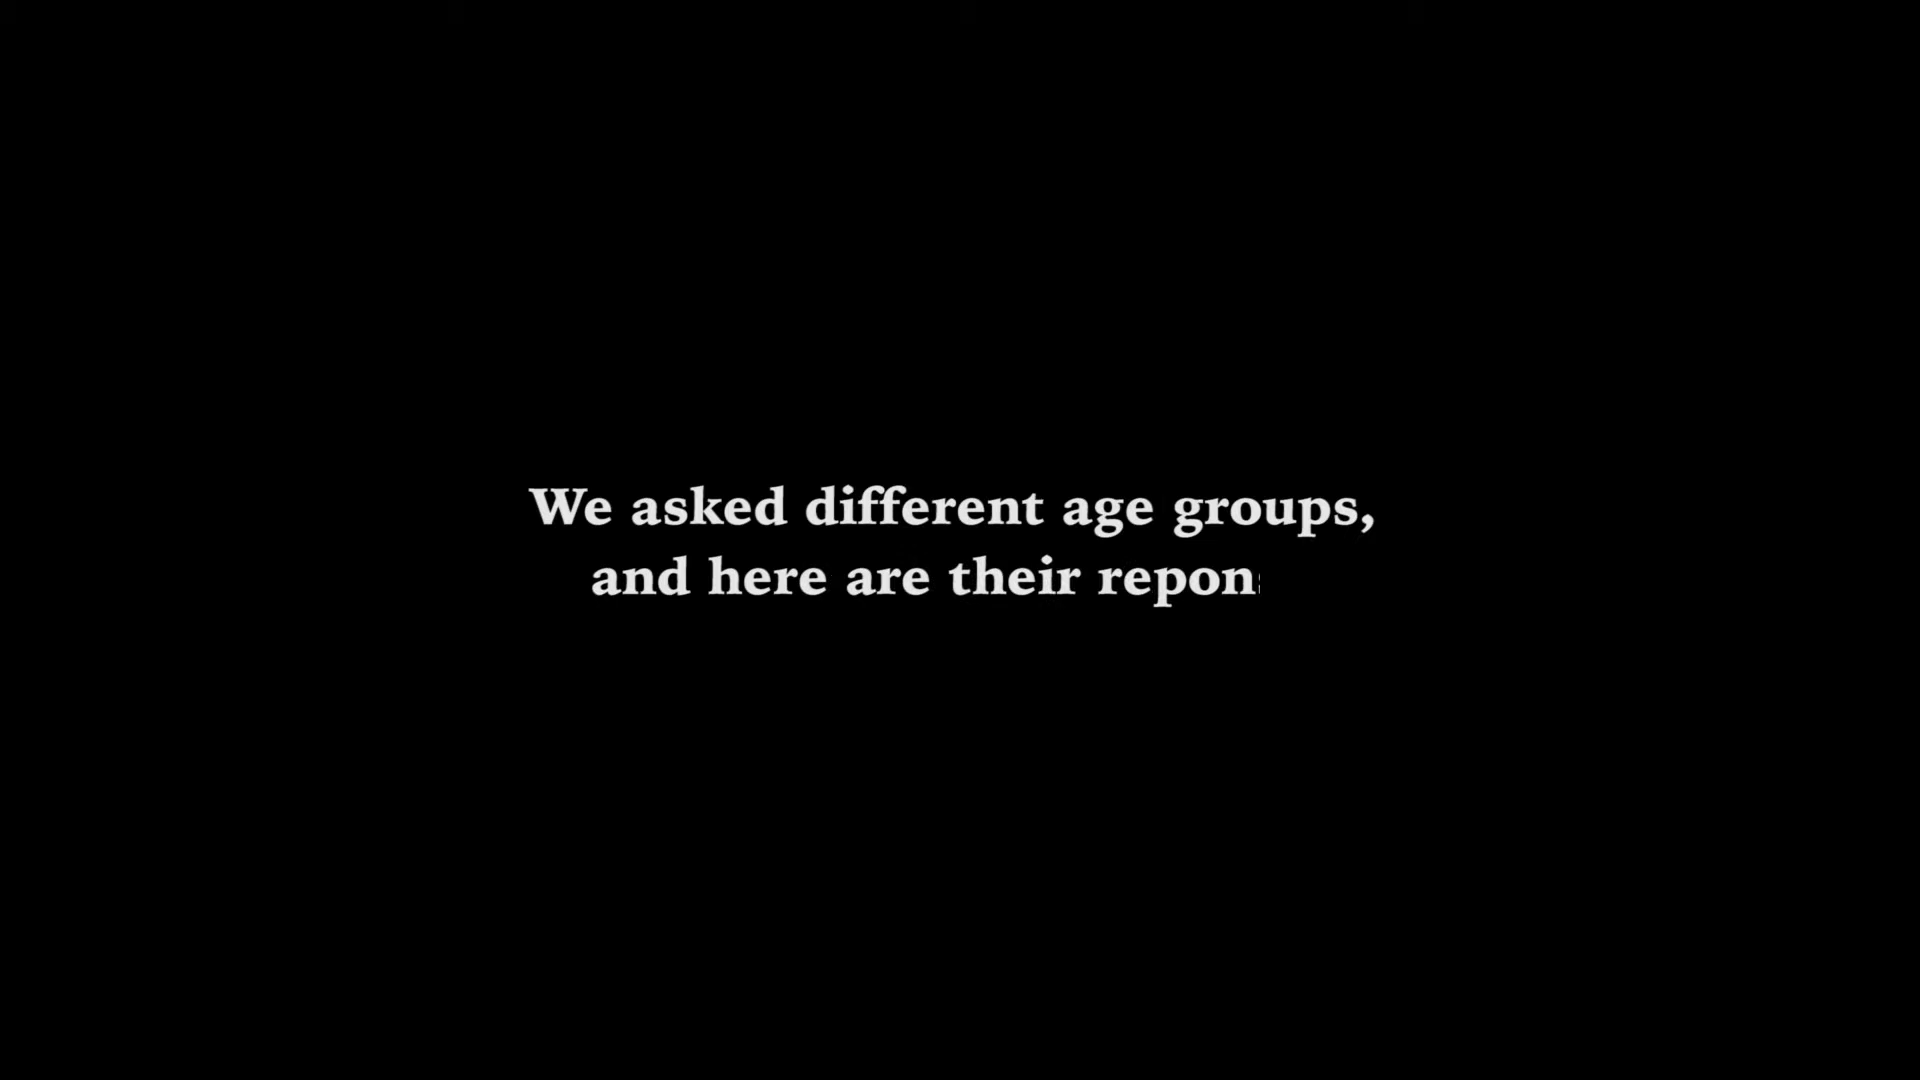 We asked different age groups,
and here are their repon